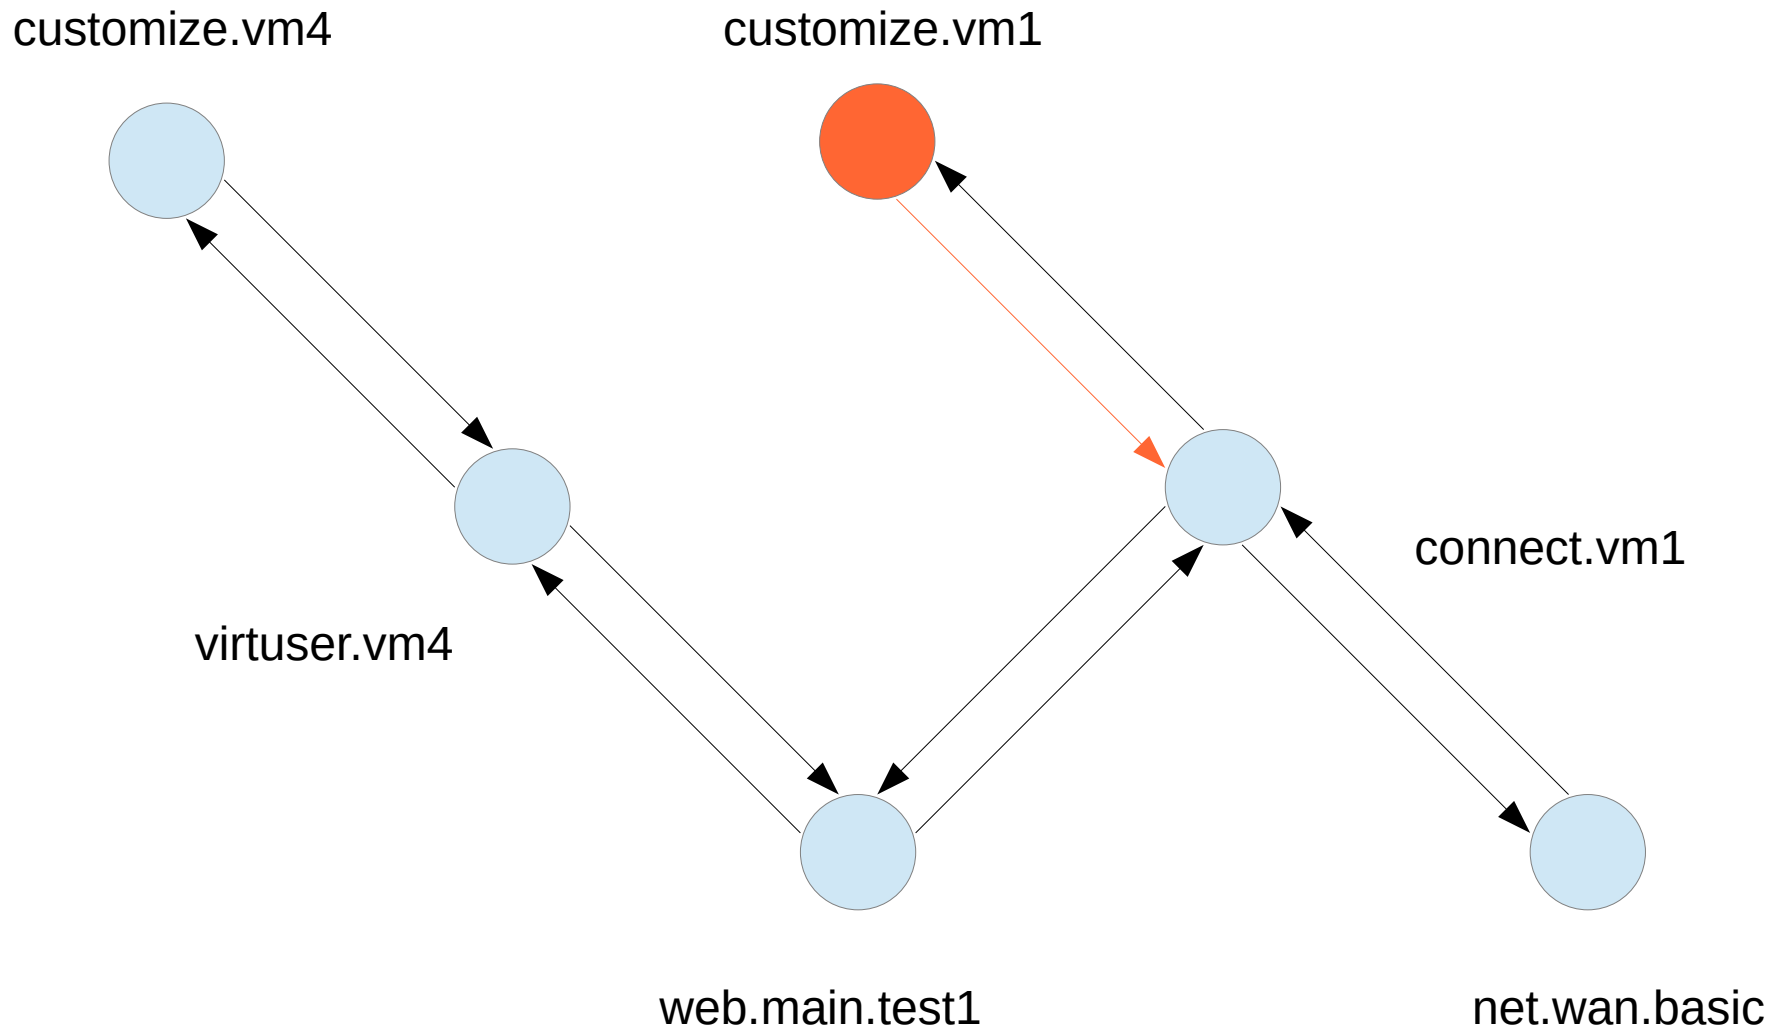 customize.vm4
customize.vm1
connect.vm1
virtuser.vm4
web.main.test1
net.wan.basic